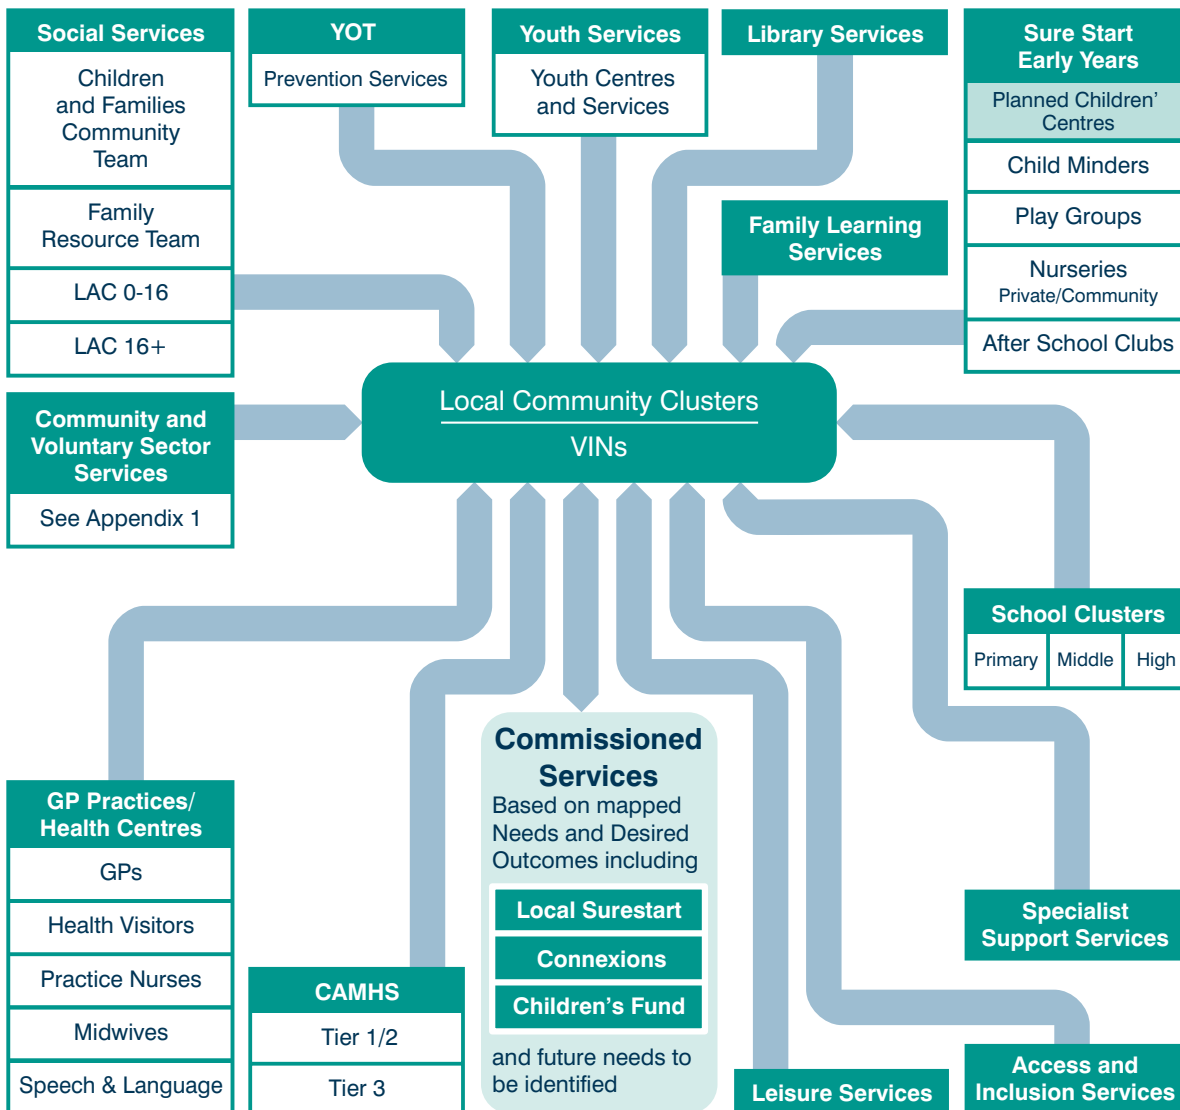 Social Services
Children
and Families
Community
Team
Family
Resource Team
LAC 0-16
LAC 16+
YOT
Prevention Services
Youth Services
Youth Centres
and Services
Library Services
Family Learning
Services
Sure Start
Early Years
Planned Children'
Centres
Child Minders
Play Groups
Nurseries
Private/Community
After School Clubs
Community and
Voluntary Sector
Services
See Appendix 1
Local Community Clusters
VINs
School Clusters
Primary
Middle
High
GP Practices/
Health Centres
GPs
Health Visitors
Practice Nurses
Midwives
Speech & Language
CAMHS
Tier 1/2
Tier 3
Commissioned
Services
Based on mapped
Needs and Desired
Outcomes including
Local Surestart
Connexions
Children's Fund
and future needs to
be identified
Leisure Services
Specialist
Support Services
Access and
Inclusion Services